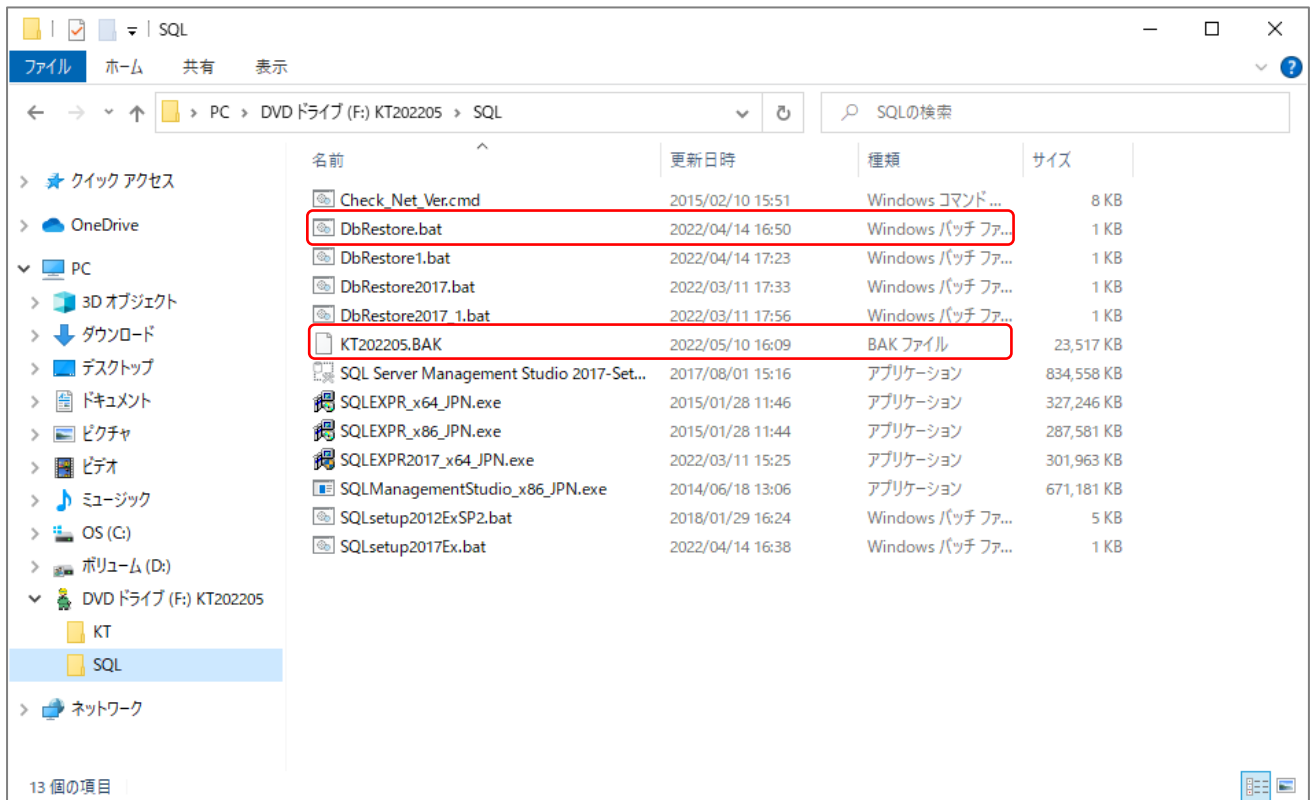 SQL
ファイル ホーム 共有 表示
PC > DVD ドライブ (F:) KT202205 > SQL SQLの検索
名前 更新日時 種類 サイズ
クイック アクセス
OneDrive
PC
3D オブジェクト
ダウンロード
デスクトップ
ドキュメント
ピクチャ
ビデオ
ミュージック
OS (C:)
ボリューム (D:)
DVD ドライブ (F:) KT202205
KT
SQL
ネットワーク
Check_Net_Ver.cmd 2015/02/10 15:51 Windows コマンド ... 8 KB
DbRestore.bat 2022/04/14 16:50 Windows バッチ ファ... 1 KB
DbRestore1.bat 2022/04/14 17:23 Windows バッチ ファ... 1 KB
DbRestore2017.bat 2022/03/11 17:33 Windows バッチ ファ... 1 KB
DbRestore2017_1.bat 2022/03/11 17:56 Windows バッチ ファ... 1 KB
KT202205.BAK 2022/05/10 16:09 BAK ファイル 23,517 KB
SQL Server Management Studio 2017-Set... 2017/08/01 15:16 アプリケーション 834,558 KB
SQLEXPR_x64_JPN.exe 2015/01/28 11:46 アプリケーション 327,246 KB
SQLEXPR_x86_JPN.exe 2015/01/28 11:44 アプリケーション 287,581 KB
SQLEXPR2017_x64_JPN.exe 2022/03/11 15:25 アプリケーション 301,963 KB
SQLManagementStudio_x86_JPN.exe 2014/06/18 13:06 アプリケーション 671,181 KB
SQLsetup2012ExSP2.bat 2018/01/29 16:24 Windows バッチ ファ... 5 KB
SQLsetup2017Ex.bat 2022/04/14 16:38 Windows バッチ ファ... 1 KB
13 個の項目